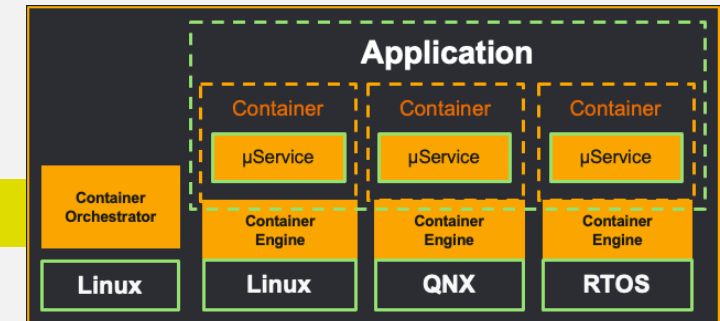 Application
Container
Container
Container
µService
µService
µService
Container
Orchestrator
Container
Engine
Container
Engine
Container
Engine
Linux
Linux
QNX
RTOS